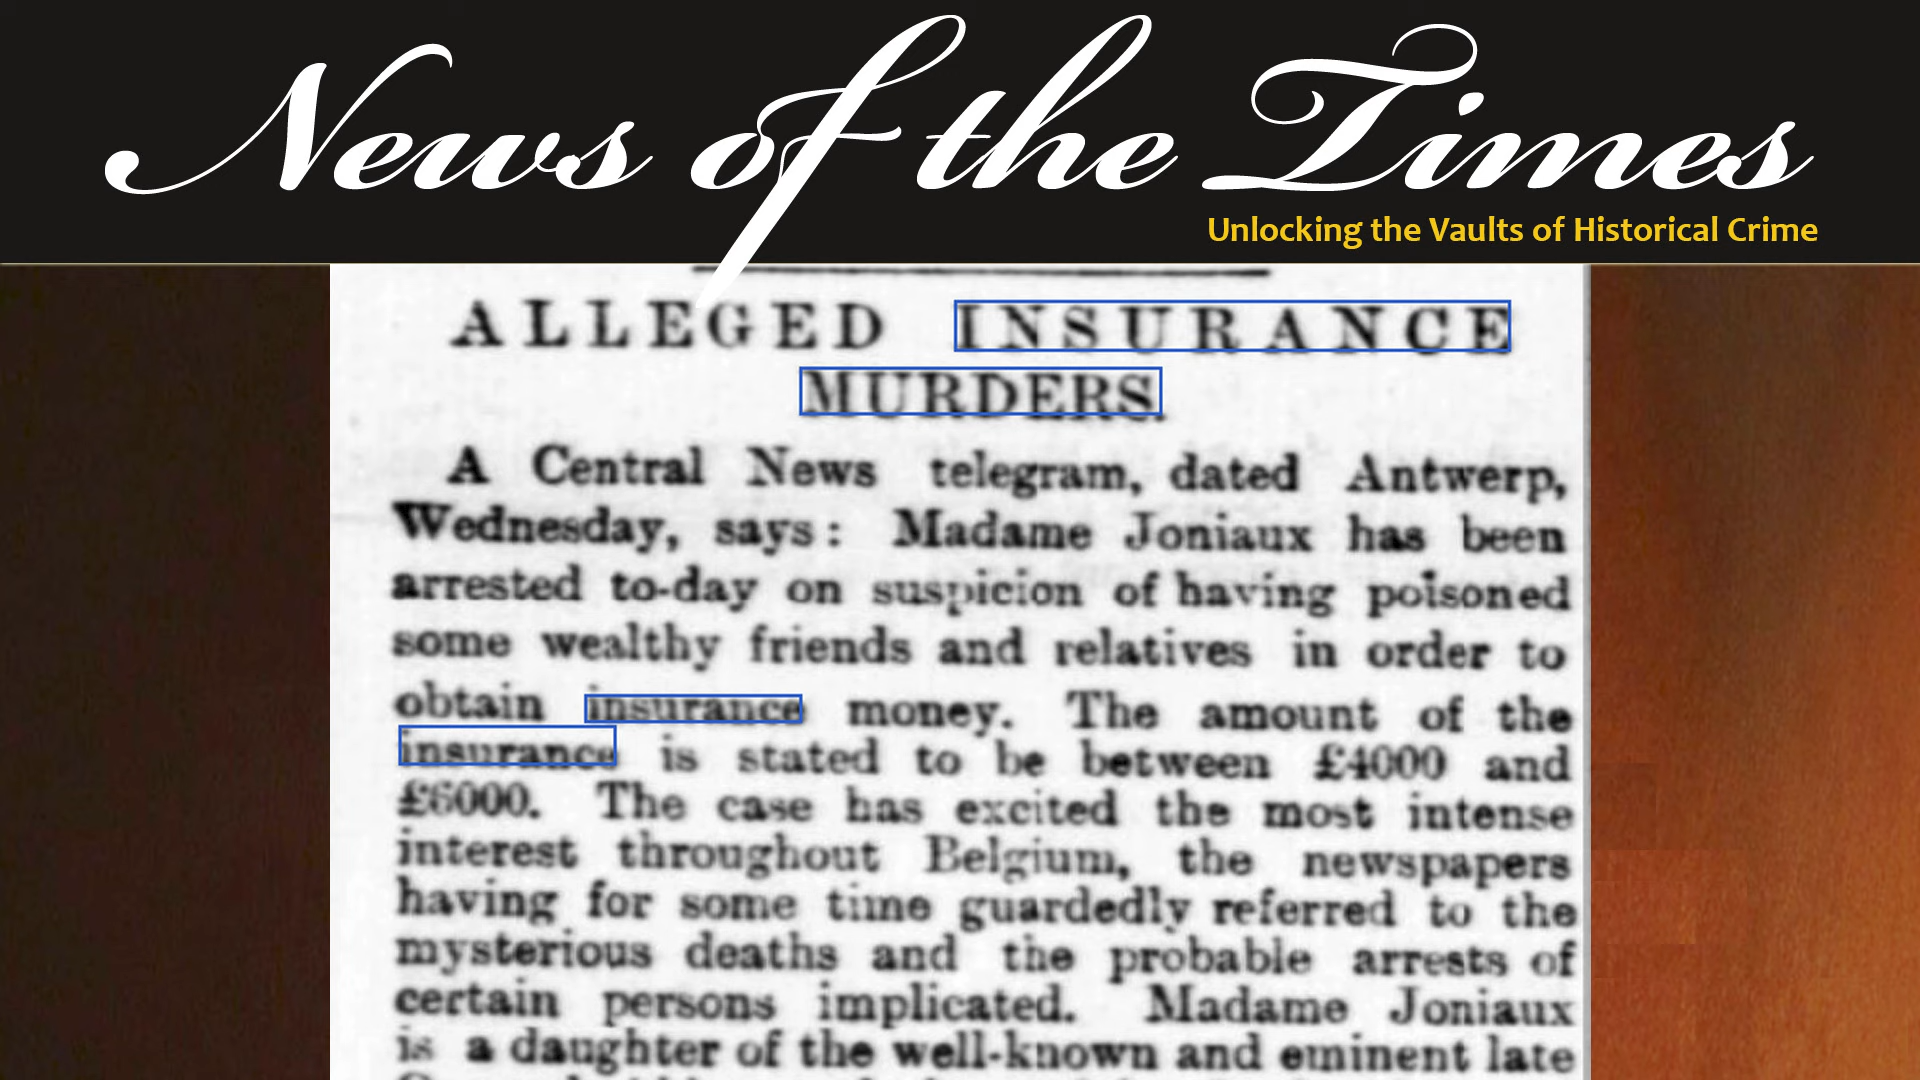 News of the Times
Unlocking the Vaults of Historical Crime
ALLEGED INSURANCE
MURDERS.
A Central News telegram, dated Antwerp,
Wednesday, says: Madame Joniaux has been
arrested to-day on suspicion of having poisoned
some wealthy friends and relatives in order to
obtain insurance money. The amount of the
insurance is stated to be between £4000 and
£6000. The case has excited the most intense
interest throughout Belgium, the newspapers
having for some time guardedly referred to the
mysterious deaths and the probable arrests of
certain persons implicated. Madame Joniaux
is a daughter of the well-known and eminent late